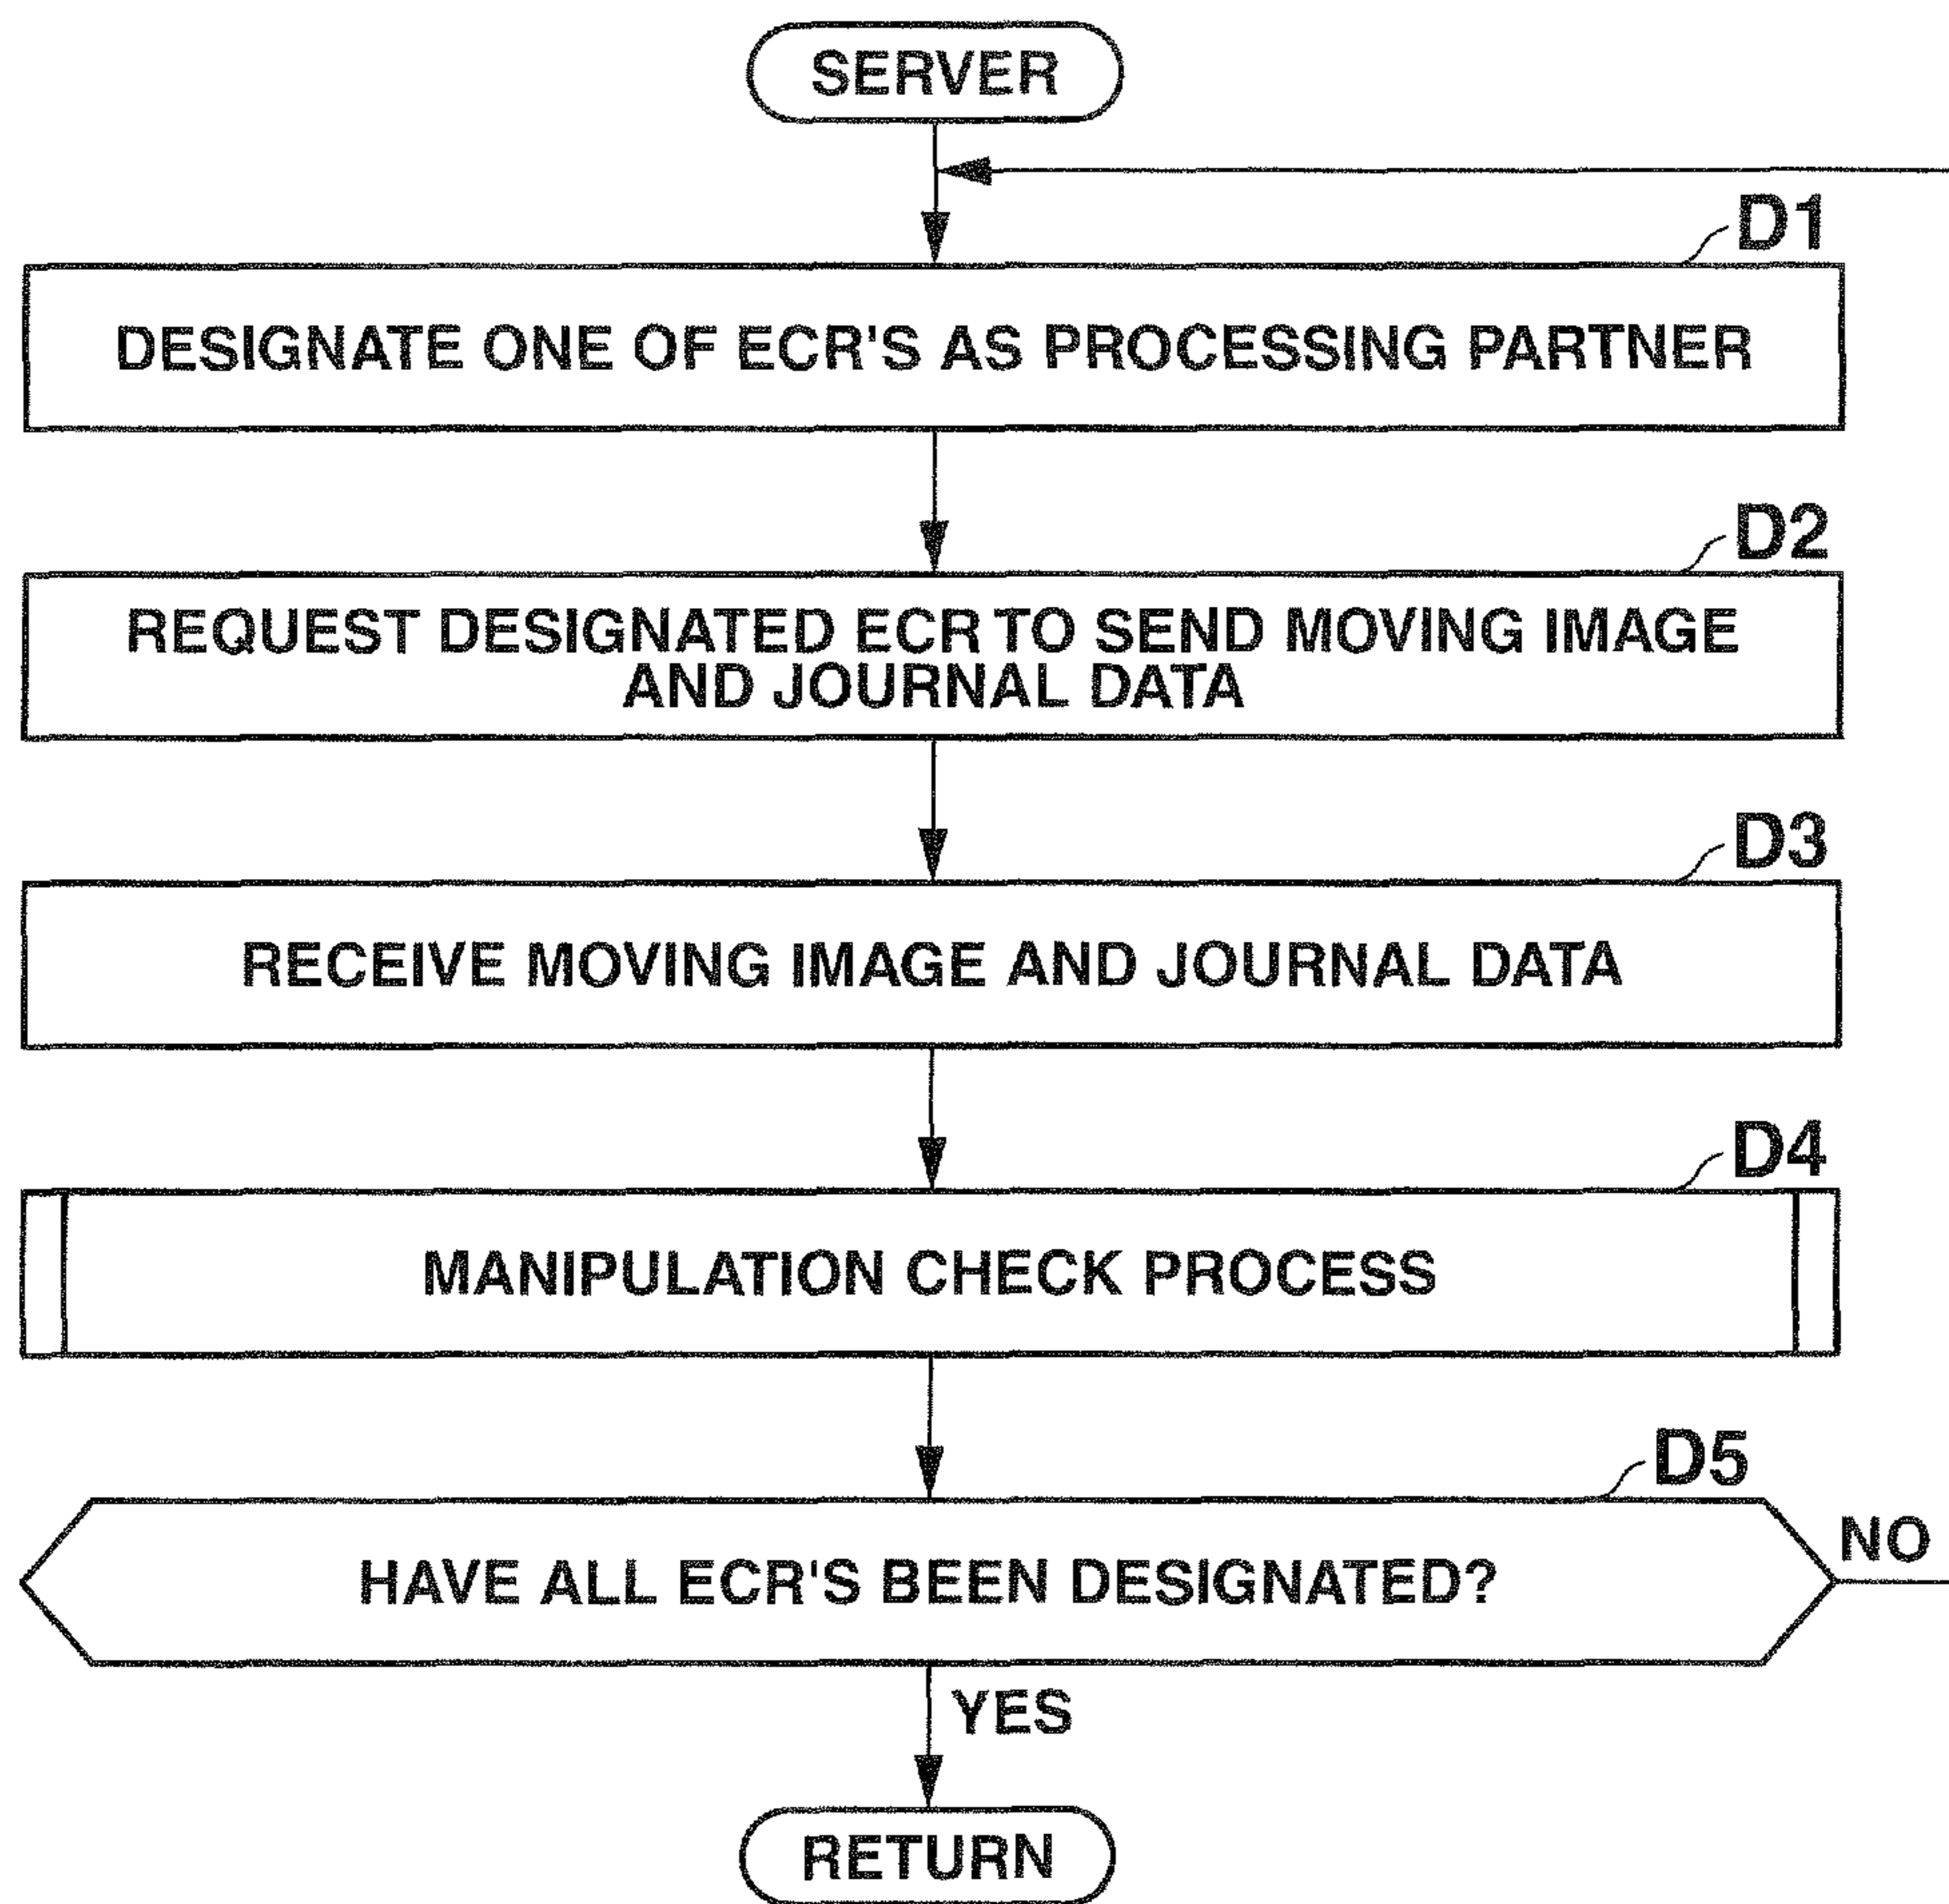 SERVER
D1
DESIGNATE ONE OF ECR'S AS PROCESSING PARTNER
D2
REQUEST DESIGNATED ECR TO SEND MOVING IMAGE
AND JOURNAL DATA
D3
RECEIVE MOVING IMAGE AND JOURNAL DATA
D4
MANIPULATION CHECK PROCESS
D5
HAVE ALL ECR'S BEEN DESIGNATED?
NO
YES
RETURN